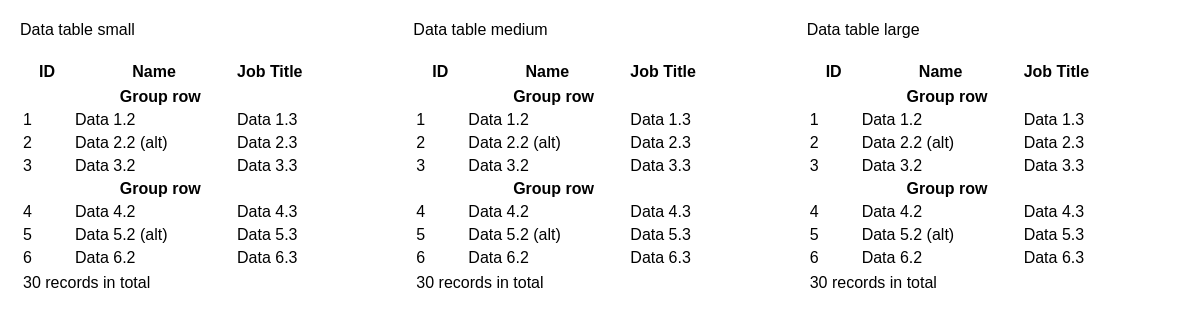 Data table small
ID Name Job Title
Group row
1 Data 1.2 Data 1.3
2 Data 2.2 (alt) Data 2.3
3 Data 3.2 Data 3.3
Group row
4 Data 4.2 Data 4.3
5 Data 5.2 (alt) Data 5.3
6 Data 6.2 Data 6.3
30 records in total
Data table medium
ID Name Job Title
Group row
1 Data 1.2 Data 1.3
2 Data 2.2 (alt) Data 2.3
3 Data 3.2 Data 3.3
Group row
4 Data 4.2 Data 4.3
5 Data 5.2 (alt) Data 5.3
6 Data 6.2 Data 6.3
30 records in total
Data table large
ID Name Job Title
Group row
1 Data 1.2 Data 1.3
2 Data 2.2 (alt) Data 2.3
3 Data 3.2 Data 3.3
Group row
4 Data 4.2 Data 4.3
5 Data 5.2 (alt) Data 5.3
6 Data 6.2 Data 6.3
30 records in total